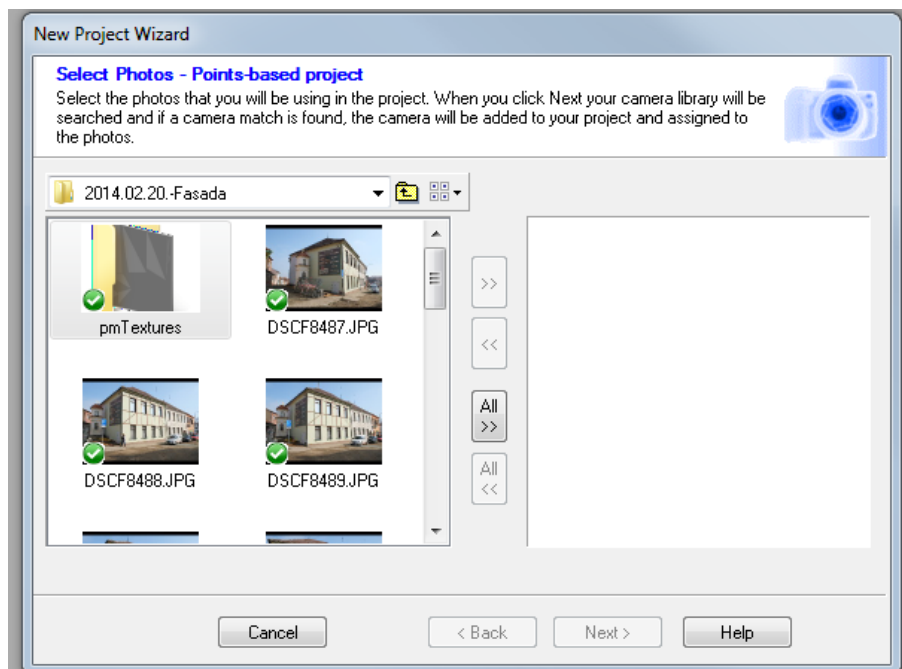 New Project Wizard
Select Photos - Points-based project
Select the photos that you will be using in the project. When you click Next your camera library will be
searched and if a camera match is found, the camera will be added to your project and assigned to
the photos.
2014.02.20.-Fasada
pmTextures
DSCF8487.JPG
>>
<<
DSCF8488.JPG
DSCF8489.JPG
All
>>
All
<<
Cancel
< Back
Next >
Help